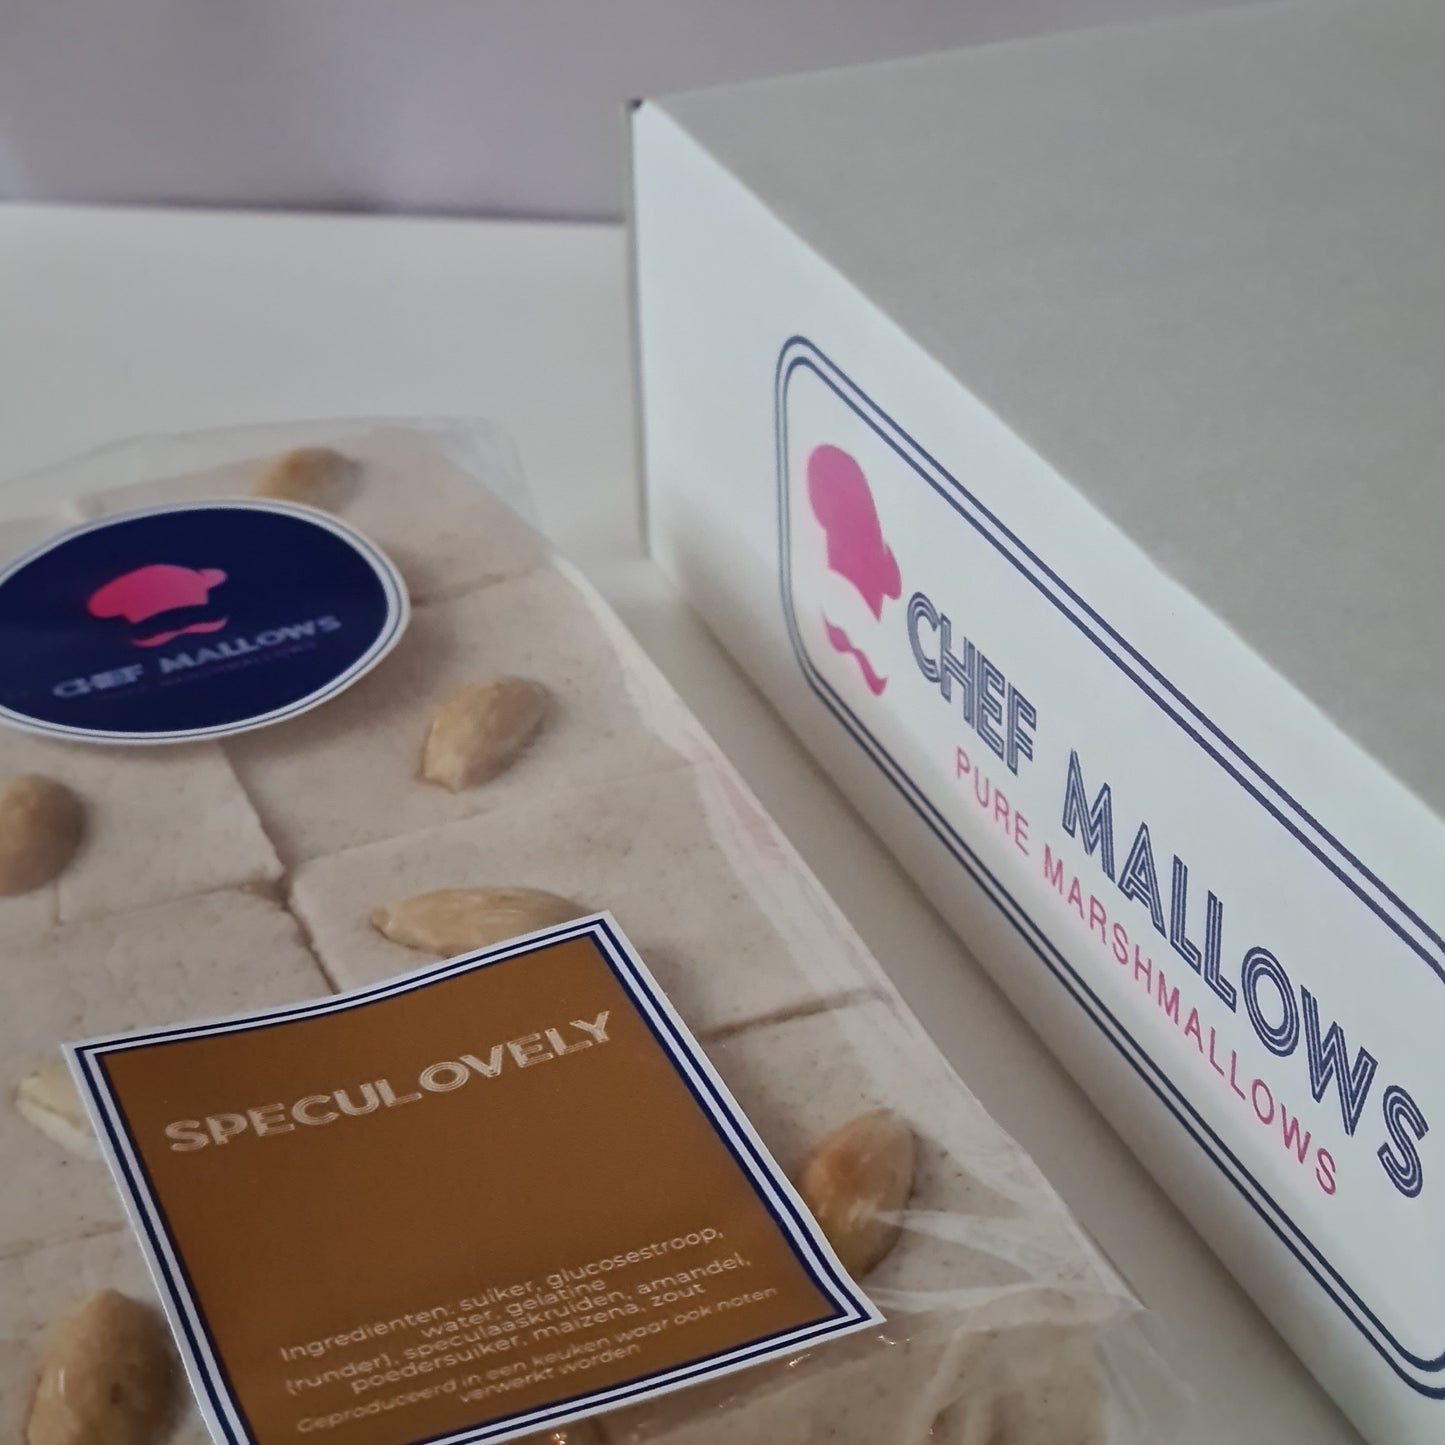 CHEF MALLOWS
CHEF MALLOWS
PURE MARSHMALLOWS
SPECULOVELY
Ingrediënten: suiker, glucosestroop,
water, gelatine
(runder), speculaaskruiden, amandel,
poedersuiker, maizena, zout
Geproduceerd in een keuken waar ook noten
verwerkt worden